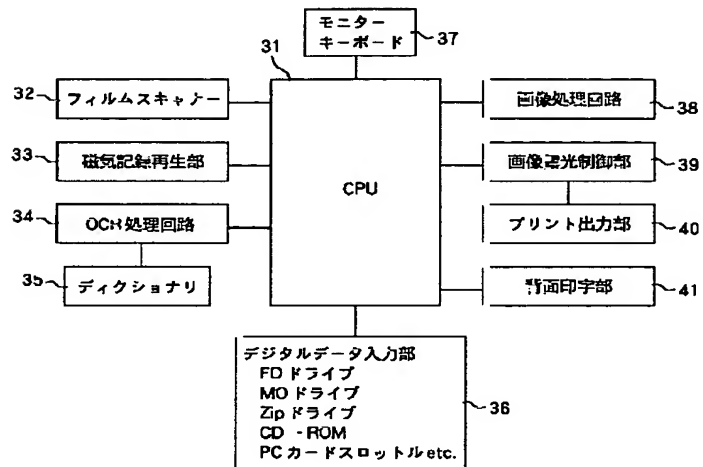 モニター
キーボード
37
31
CPU
32
フィルムスキャナー
33
磁気記録再生部
34
OCR処理回路
35
ディクショナリ
画像処理回路
38
画像露光制御部
39
プリント出力部
40
背面印字部
41
デジタルデータ入力部
FDドライブ
MOドライブ
Zipドライブ
CD -ROM
PCカードスロットルetc.
36